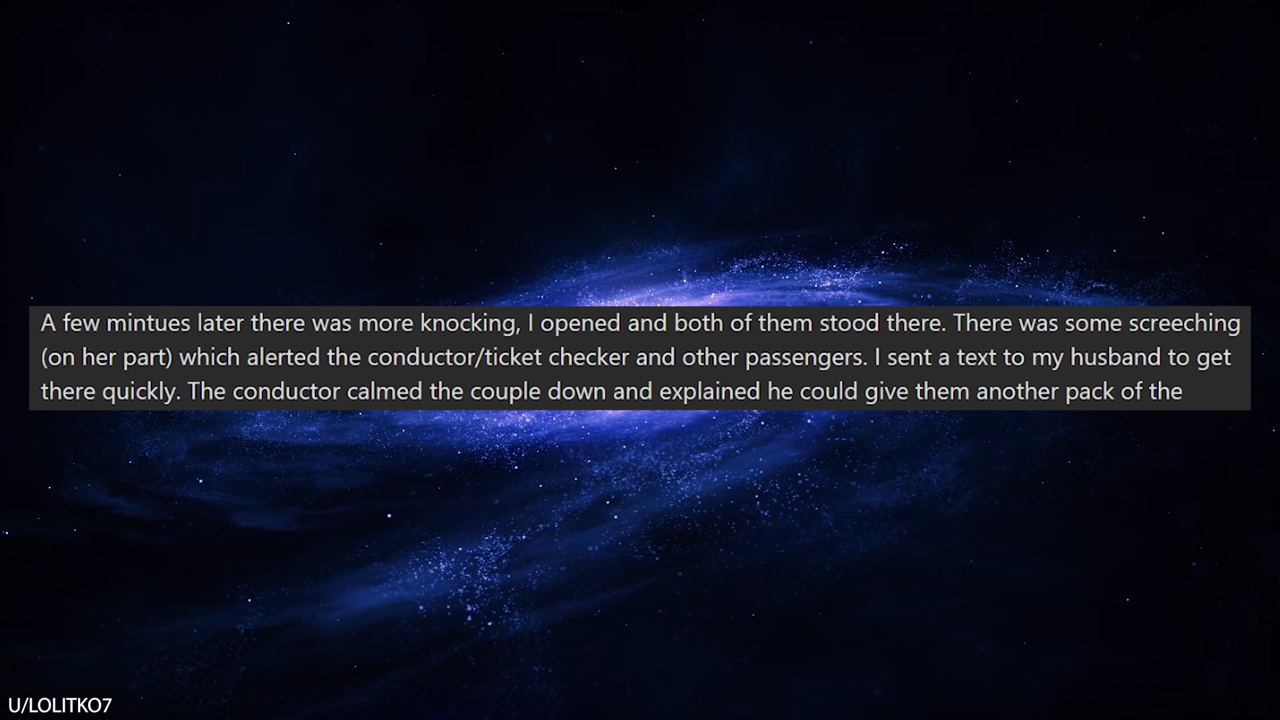 A few mintues later there was more knocking, I opened and both of them stood there. There was some screeching
(on her part) which alerted the conductor/ticket checker and other passengers. I sent a text to my husband to get
there quickly. The conductor calmed the couple down and explained he could give them another pack of the
U/LOLITKO7